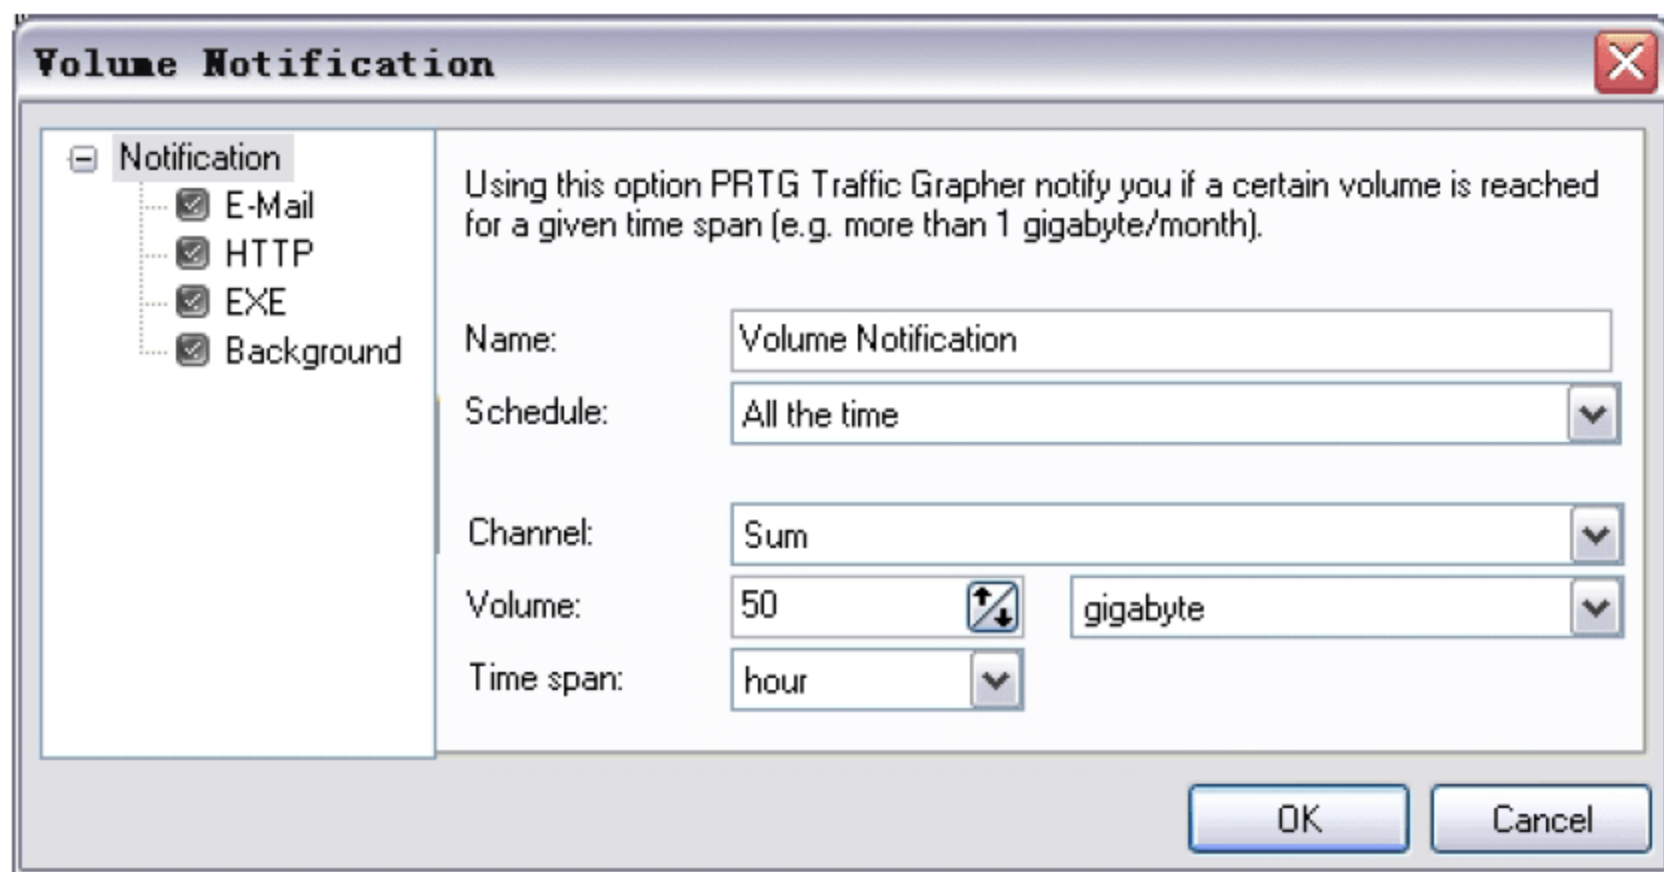 Volume Notification
Notification
E-Mail
HTTP
EXE
Background
Using this option PRTG Traffic Grapher notify you if a certain volume is reached
for a given time span (e.g. more than 1 gigabyte/month).
Name: Volume Notification
Schedule: All the time
Channel: Sum
Volume: 50 gigabyte
Time span: hour
OK Cancel